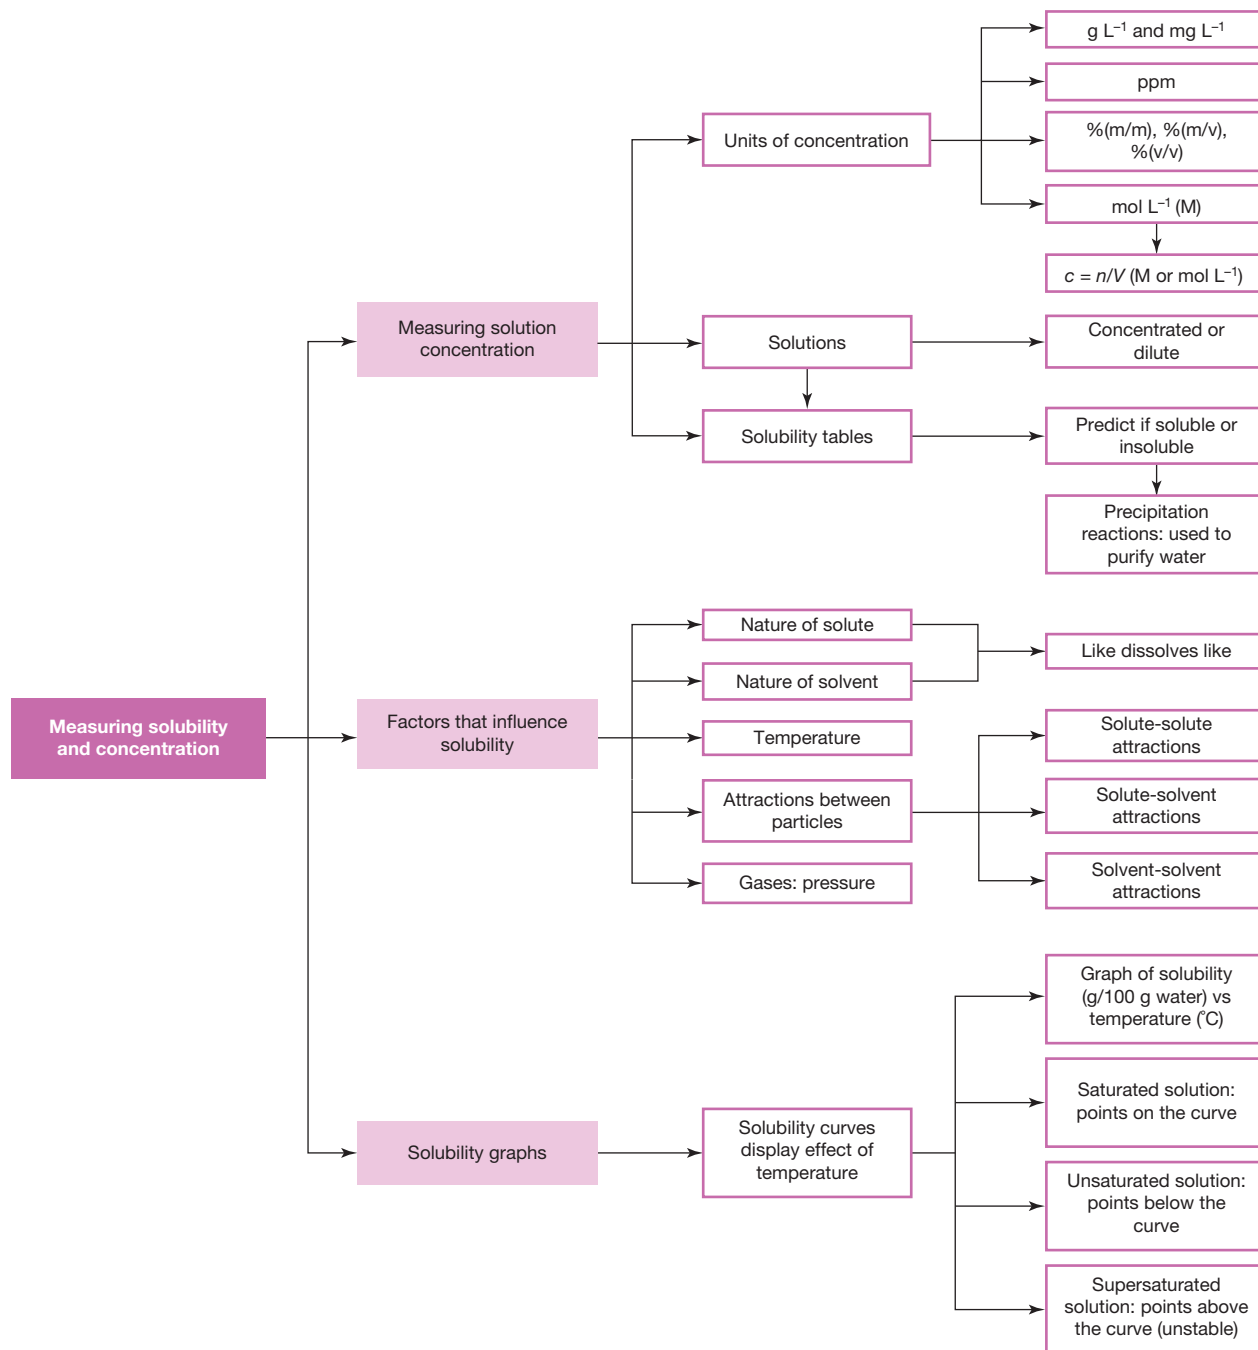 g L⁻¹ and mg L⁻¹
ppm
%(m/m), %(m/v),
%(v/v)
Units of concentration
mol L⁻¹ (M)
c = n/V (M or mol L⁻¹)
Measuring solution
concentration
Solutions
Concentrated or
dilute
Solubility tables
Predict if soluble or
insoluble
Precipitation
reactions: used to
purify water
Measuring solubility
and concentration
Factors that influence
solubility
Nature of solute
Nature of solvent
Like dissolves like
Temperature
Attractions between
particles
Solute-solute
attractions
Solute-solvent
attractions
Solvent-solvent
attractions
Gases: pressure
Solubility graphs
Solubility curves
display effect of
temperature
Graph of solubility
(g/100 g water) vs
temperature (°C)
Saturated solution:
points on the curve
Unsaturated solution:
points below the
curve
Supersaturated
solution: points above
the curve (unstable)